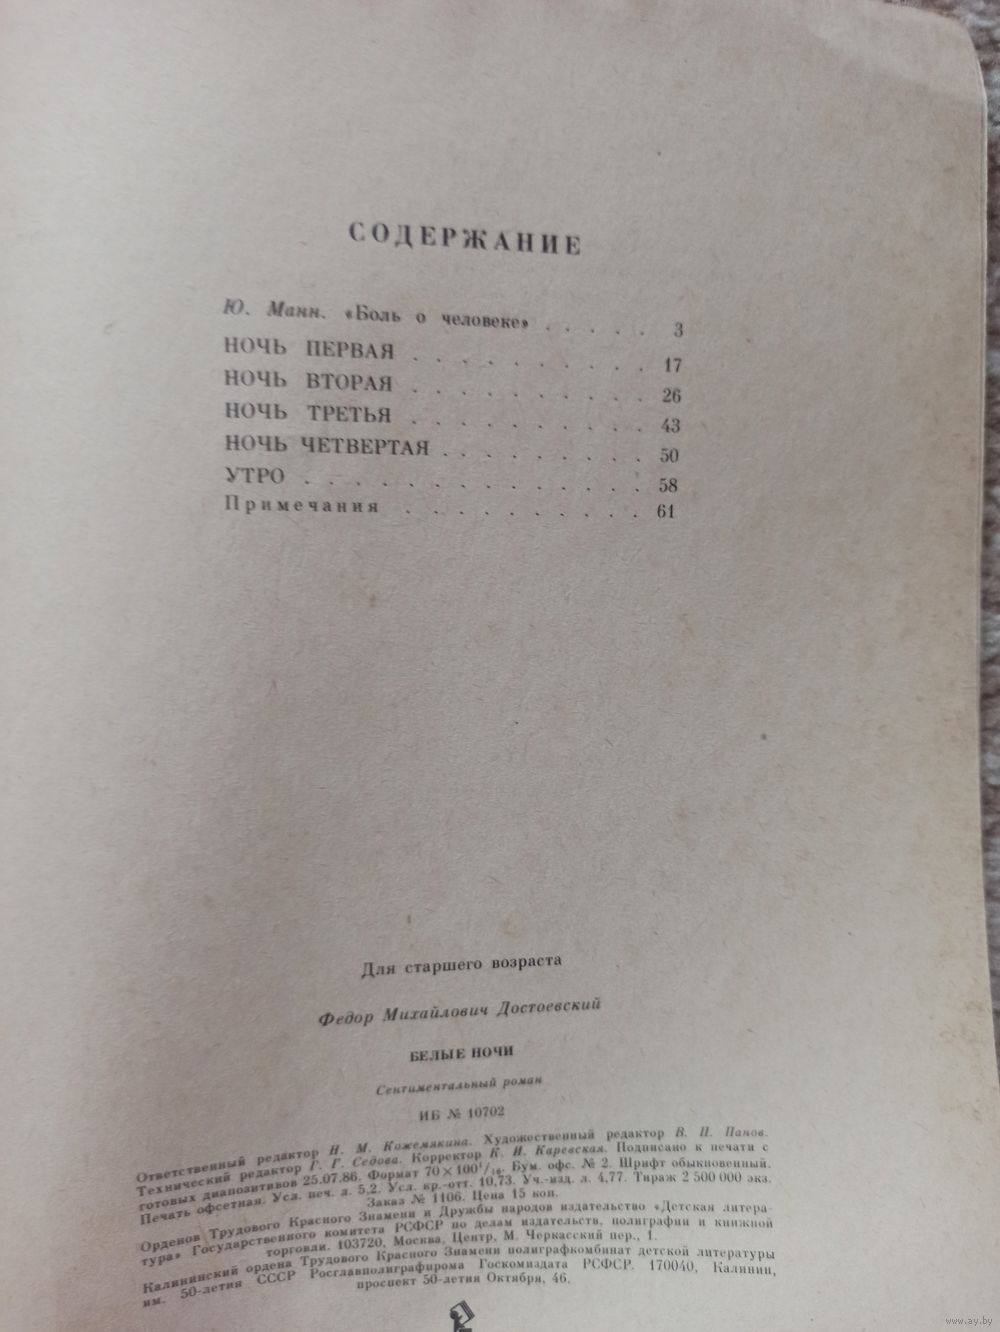 СОДЕРЖАНИЕ
Ю. Манн. «Боль о человеке» . . . . . 3
НОЧЬ ПЕРВАЯ . . . . . . . . . . 17
НОЧЬ ВТОРАЯ . . . . . . . . . . 26
НОЧЬ ТРЕТЬЯ . . . . . . . . . . 43
НОЧЬ ЧЕТВЕРТАЯ . . . . . . . . . 50
УТРО . . . . . . . . . . . . . . 58
Примечания . . . . . . . . . . 61
Для старшего возраста
Федор Михайлович Достоевский
БЕЛЫЕ НОЧИ
Сентиментальный роман
ИБ № 10702
Ответственный редактор Н. М. Кожемякина. Художественный редактор В. П. Панов.
Технический редактор Г. Г. Седова. Корректор К. И. Каревская. Подписано к печати с
готовых диапозитивов 25.07.86. Формат 70×100¹/₁₆. Бум. офс. № 2. Шрифт обыкновенный.
Печать офсетная. Усл. печ. л. 5,2. Усл. кр.-отт. 10,73. Уч.-изд. л. 4,77. Тираж 2 500 000 экз.
Заказ № 1106. Цена 15 коп.
Орденов Трудового Красного Знамени и Дружбы народов издательство «Детская литера-
тура» Государственного комитета РСФСР по делам издательств, полиграфии и книжной
торговли. 103720, Москва, Центр, М. Черкасский пер., 1.
Калининский ордена Трудового Красного Знамени полиграфкомбинат детской литературы
им. 50-летия СССР Росглавполиграфпрома Госкомиздата РСФСР. 170040, Калинин,
проспект 50-летия Октября, 46.
www.ay.by